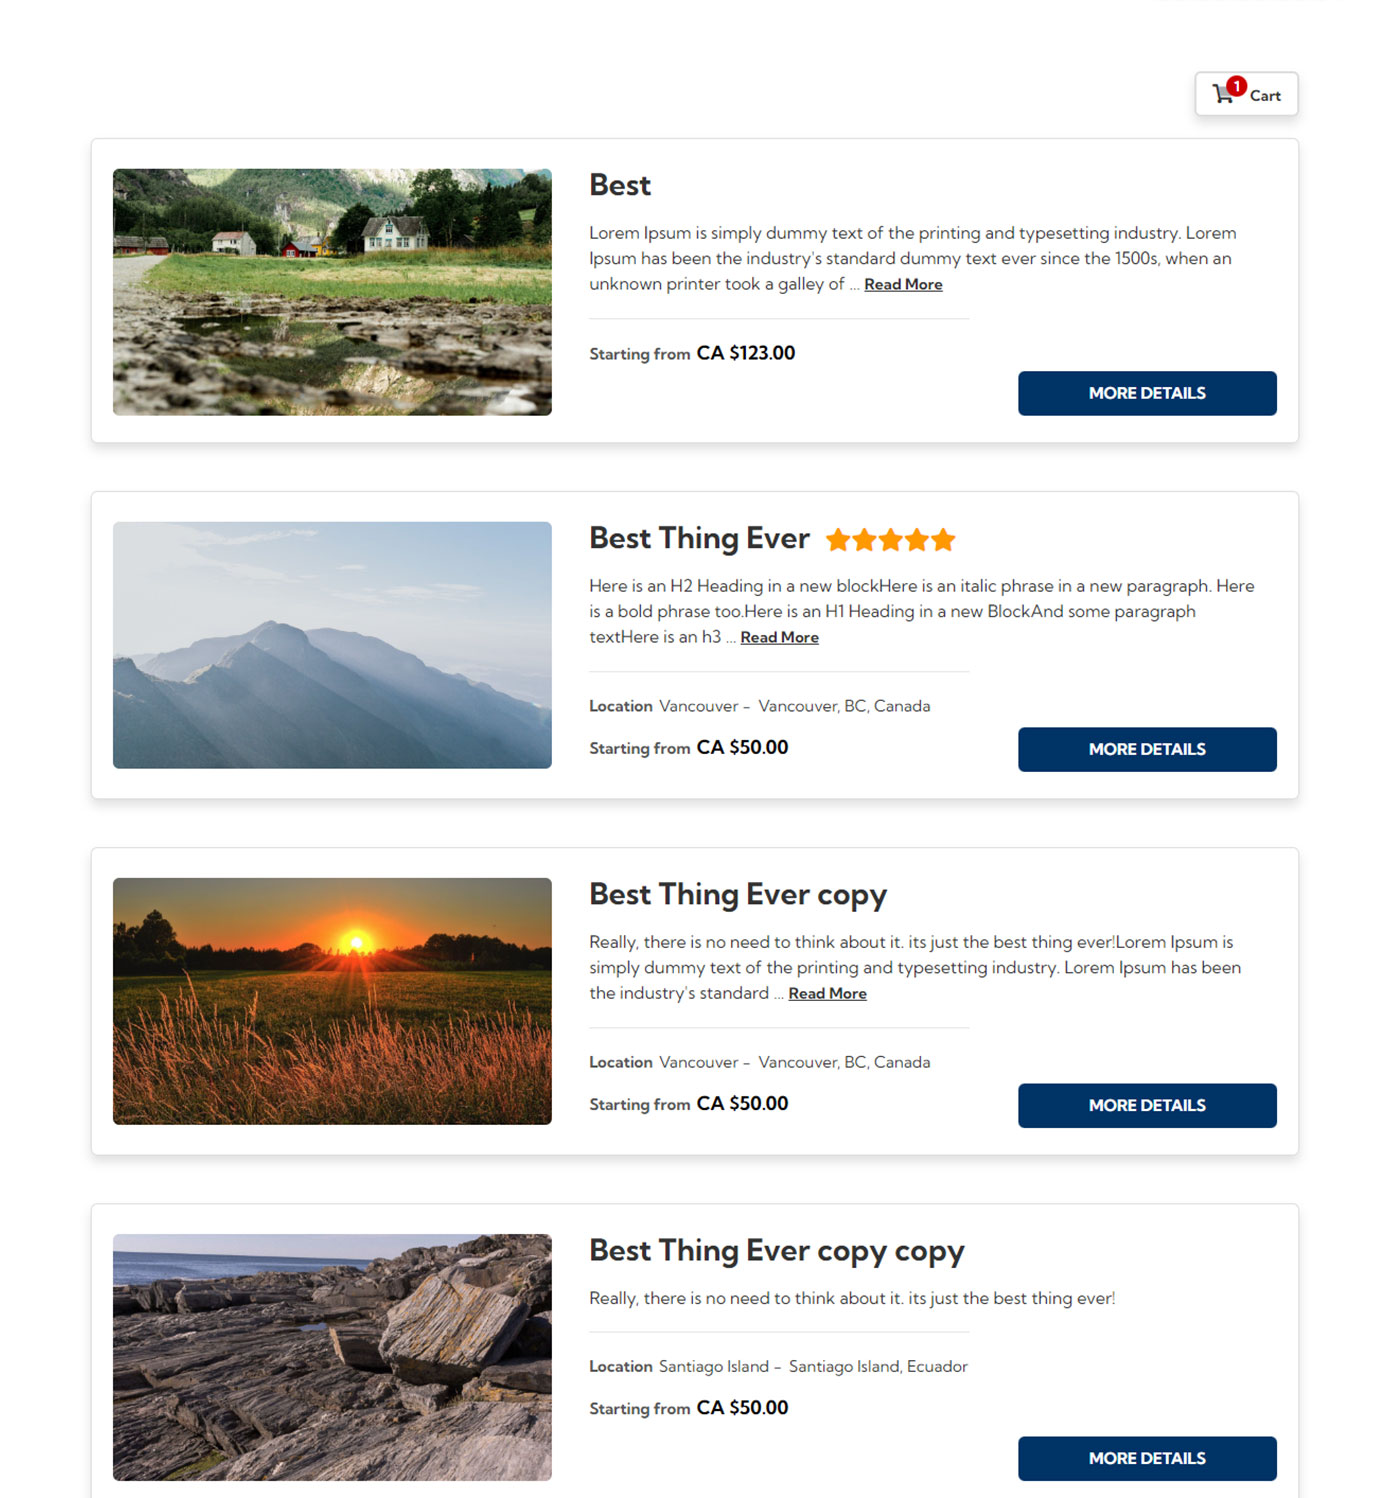 1 Cart
Best
Lorem Ipsum is simply dummy text of the printing and typesetting industry. Lorem
Ipsum has been the industry's standard dummy text ever since the 1500s, when an
unknown printer took a galley of ... Read More
Starting from CA $123.00
MORE DETAILS
Best Thing Ever
Here is an H2 Heading in a new blockHere is an italic phrase in a new paragraph. Here
is a bold phrase too.Here is an H1 Heading in a new BlockAnd some paragraph
textHere is an h3 ... Read More
Location Vancouver - Vancouver, BC, Canada
Starting from CA $50.00
MORE DETAILS
Best Thing Ever copy
Really, there is no need to think about it. its just the best thing ever!Lorem Ipsum is
simply dummy text of the printing and typesetting industry. Lorem Ipsum has been
the industry's standard ... Read More
Location Vancouver - Vancouver, BC, Canada
Starting from CA $50.00
MORE DETAILS
Best Thing Ever copy copy
Really, there is no need to think about it. its just the best thing ever!
Location Santiago Island - Santiago Island, Ecuador
Starting from CA $50.00
MORE DETAILS